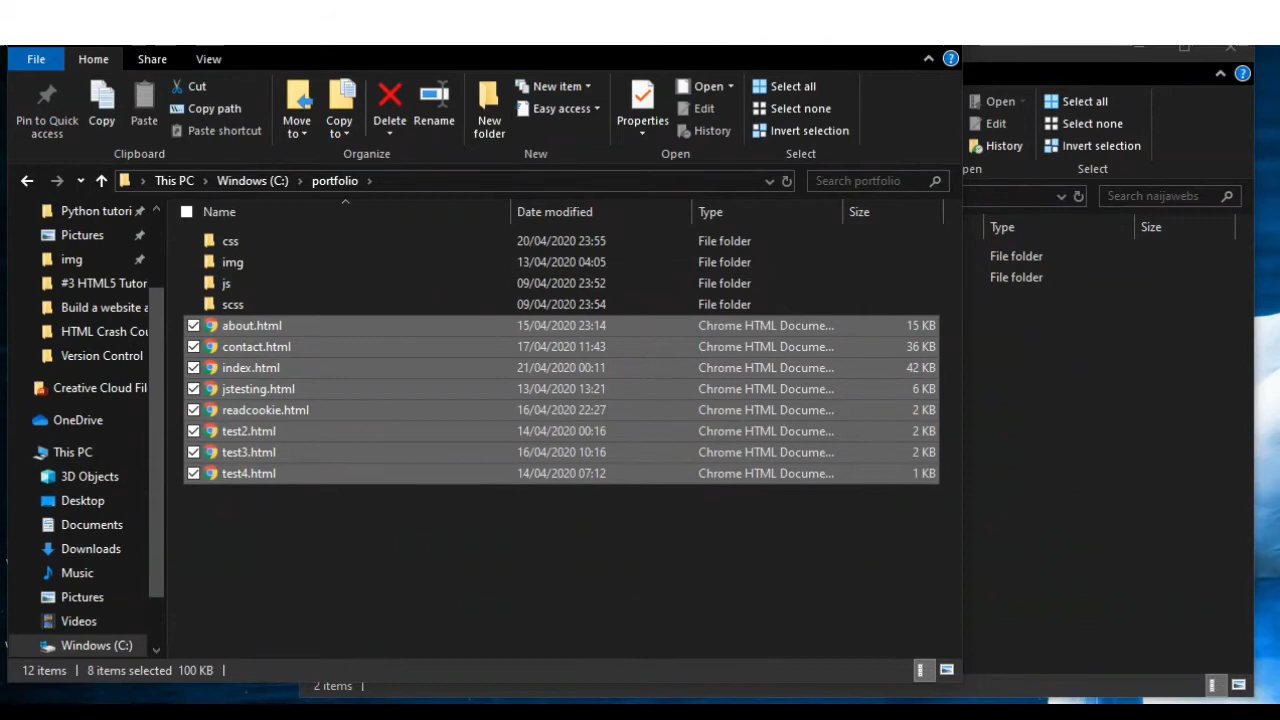 File Home Share View
Pin to Quick access
Copy
Paste
Cut
Copy path
Paste shortcut
Clipboard
Move to
Copy to
Delete
Rename
Organize
New folder
New item
Easy access
New
Properties
Open
Edit
History
Open
Select all
Select none
Invert selection
Select
This PC Windows (C:) portfolio
Search portfolio
Name Date modified Type Size
css 20/04/2020 23:55 File folder
img 13/04/2020 04:05 File folder
js 09/04/2020 23:52 File folder
scss 09/04/2020 23:54 File folder
about.html 15/04/2020 23:14 Chrome HTML Docume... 15 KB
contact.html 17/04/2020 11:43 Chrome HTML Docume... 36 KB
index.html 21/04/2020 00:11 Chrome HTML Docume... 42 KB
jstesting.html 13/04/2020 13:21 Chrome HTML Docume... 6 KB
readcookie.html 16/04/2020 22:27 Chrome HTML Docume... 2 KB
test2.html 14/04/2020 00:16 Chrome HTML Docume... 2 KB
test3.html 16/04/2020 10:16 Chrome HTML Docume... 2 KB
test4.html 14/04/2020 07:12 Chrome HTML Docume... 1 KB
Python tutori
Pictures
img
#3 HTML5 Tutor
Build a website a
HTML Crash Cou
Version Control
Creative Cloud Fil
OneDrive
This PC
3D Objects
Desktop
Documents
Downloads
Music
Pictures
Videos
Windows (C:)
12 items 8 items selected 100 KB
Open
Edit
History
pen
Select all
Select none
Invert selection
Select
Search naijawebs
Type Size
File folder
File folder
2 items